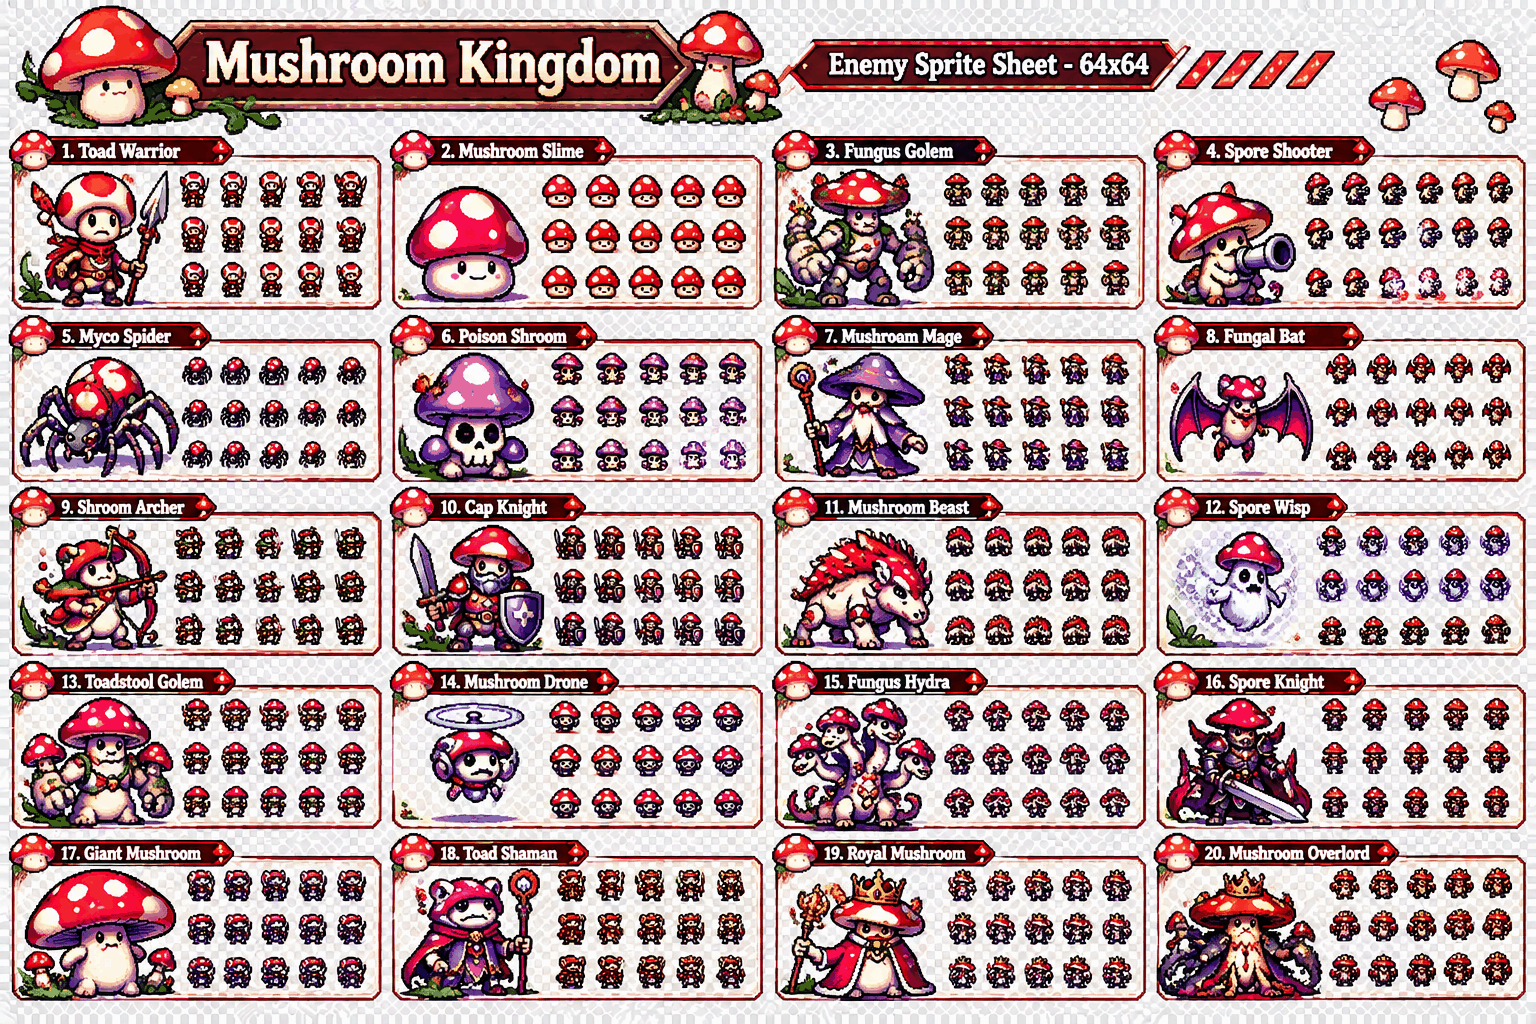 Mushroom Kingdom
Enemy Sprite Sheet - 64x64
1. Toad Warrior
2. Mushroom Slime
3. Fungus Golem
4. Spore Shooter
5. Myco Spider
6. Poison Shroom
7. Mushroam Mage
8. Fungal Bat
9. Shroom Archer
10. Cap Knight
11. Mushroom Beast
12. Spore Wisp
13. Toadstool Golem
14. Mushroom Drone
15. Fungus Hydra
16. Spore Knight
17. Giant Mushroom
18. Toad Shaman
19. Royal Mushroom
20. Mushroom Overlord